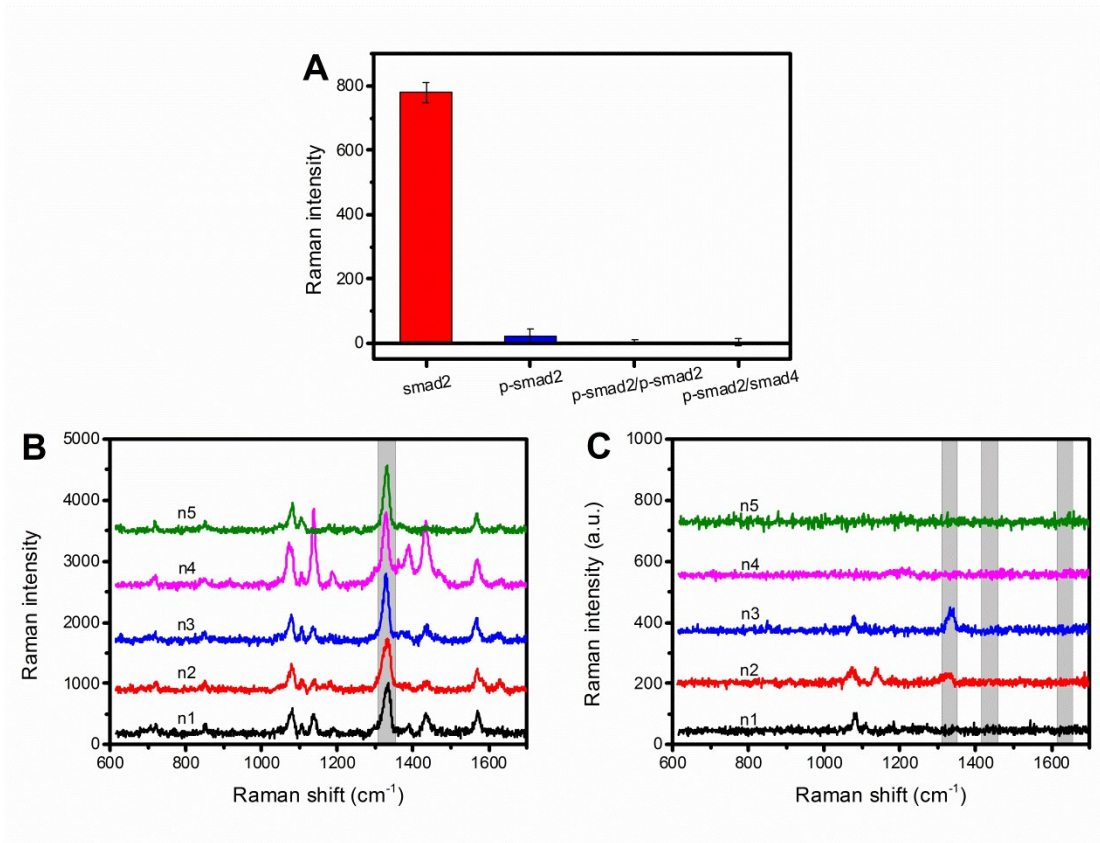 A
Raman intensity
800
600
400
200
0
smad2
p-smad2
p-smad2/p-smad2
p-smad2/smad4
B
Raman intensity
5000
4000
3000
2000
1000
0
n5
n4
n3
n2
n1
600
800
1000
1200
1400
1600
Raman shift (cm⁻¹)
C
Raman intensity (a.u.)
1000
800
600
400
200
0
n5
n4
n3
n2
n1
600
800
1000
1200
1400
1600
Raman shift (cm⁻¹)